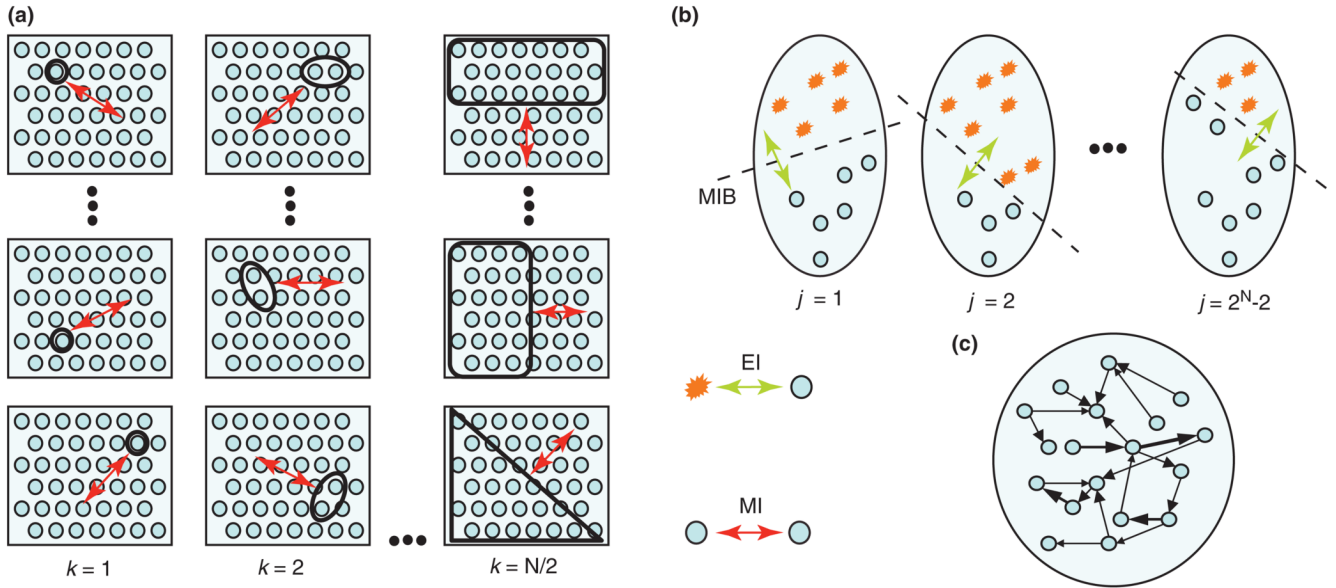 (a)
k = 1
k = 2
k = N/2
(b)
MIB
j = 1
j = 2
j = 2ᴺ-2
EI
MI
(c)